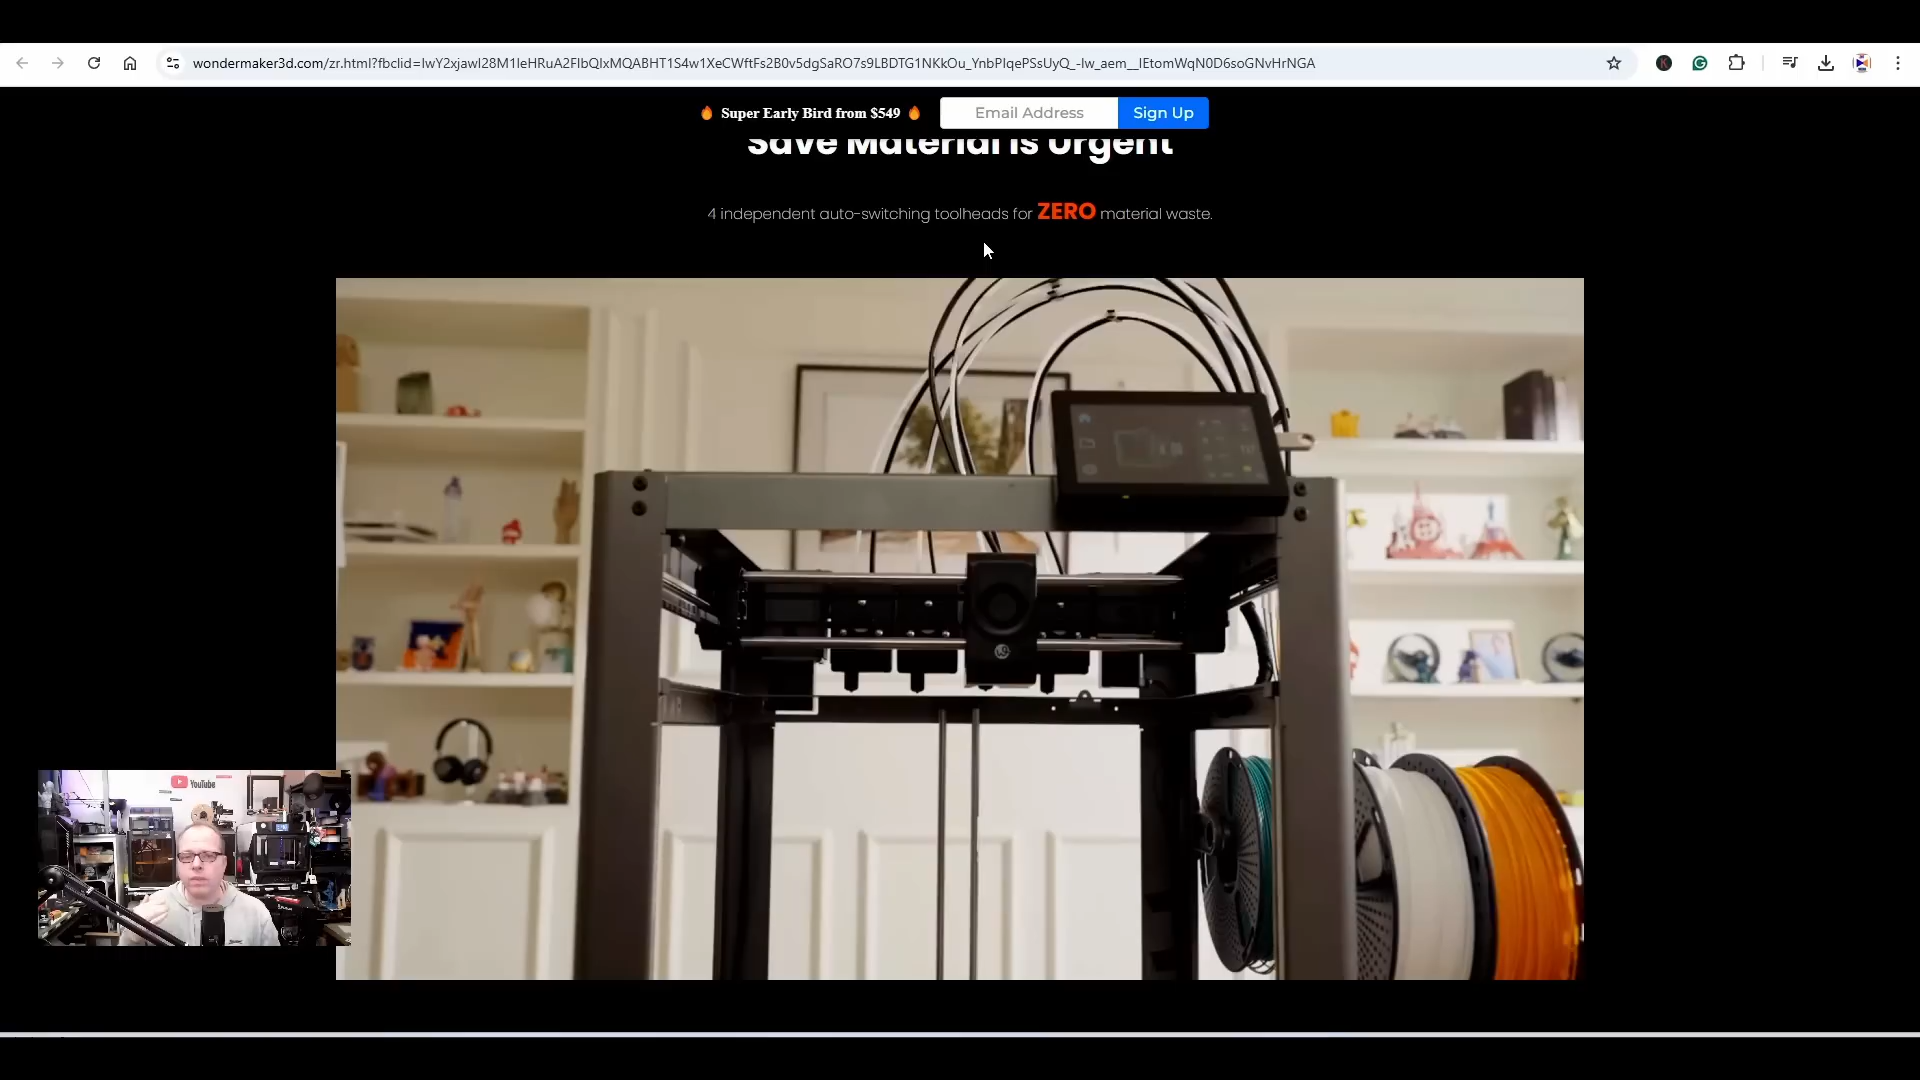 wondermaker3d.com/zr.html?fbclid=IwY2xjawI28M1leHRuA2FlbQIxMQABHT1S4w1XeCWftFs2B0v5dgSaRO7s9LBDTG1NKkOu_YnbPIqePSsUyQ_-Iw_aem__lEtomWqN0D6soGNvHrNGA
Super Early Bird from $549
Email Address
Sign Up
Save Material is Urgent
4 independent auto-switching toolheads for ZERO material waste.
YouTube